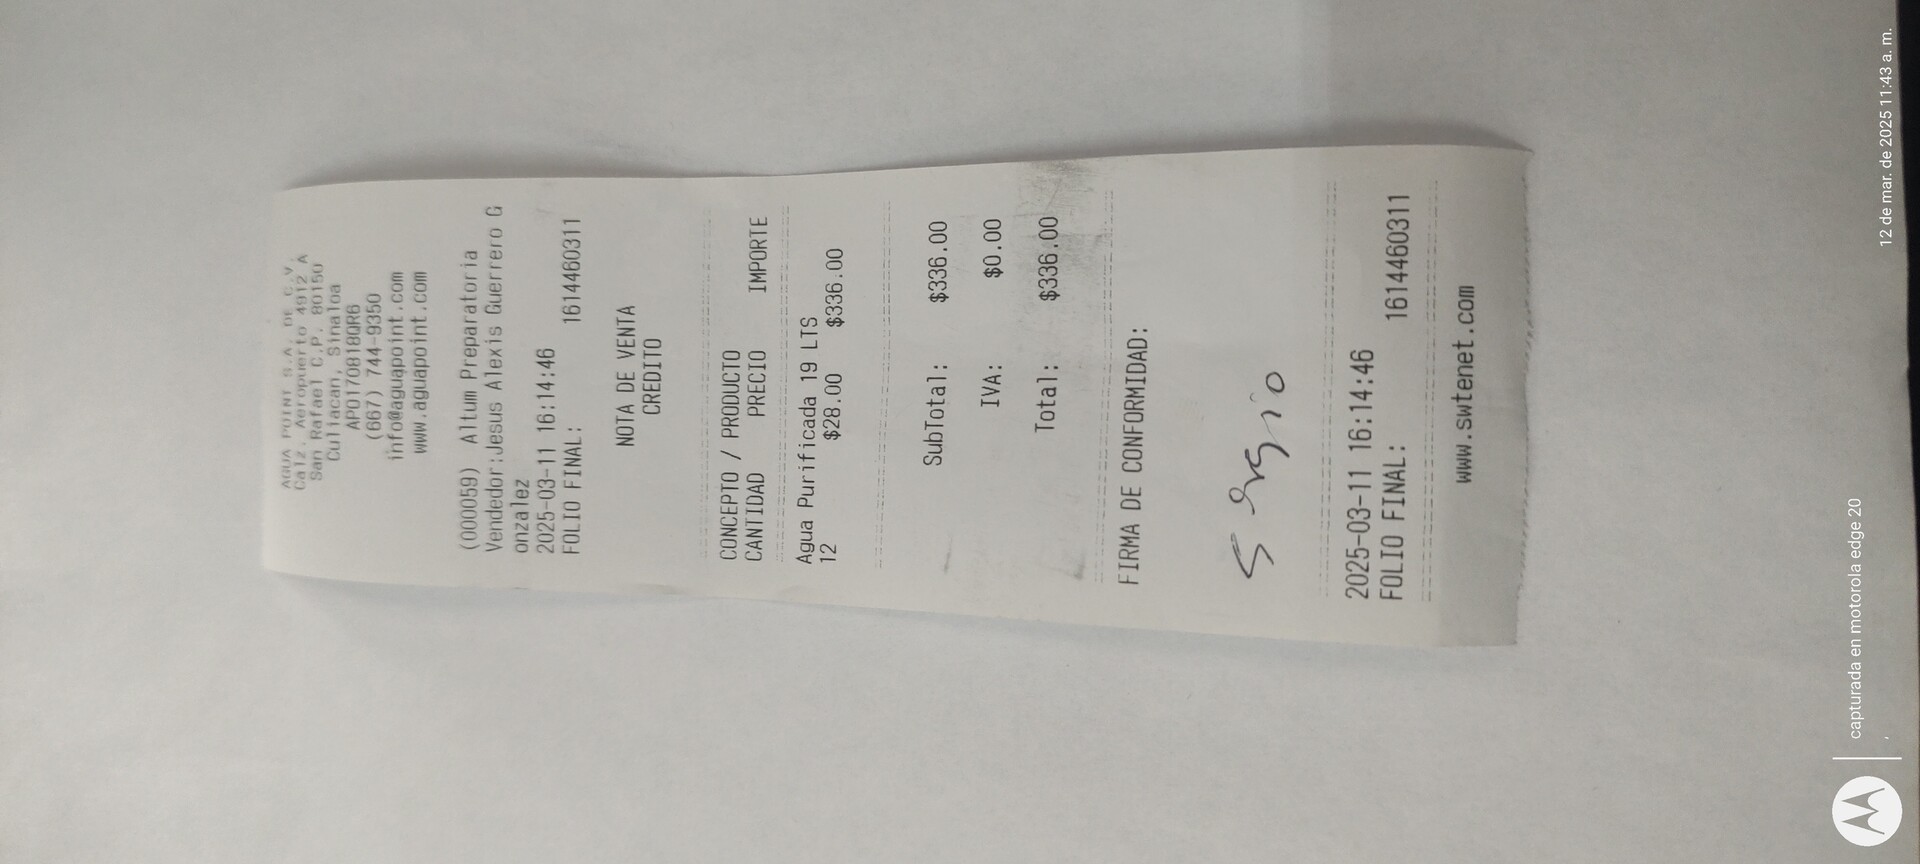 AGUA POINT S.A. DE C.V.
Calz. Aeropuerto 4912 A
San Rafael C.P. 80150
Culiacan, Sinaloa
APO170818QR6
(667) 744-9350
info@aguapoint.com
www.aguapoint.com
(000059) Altum Preparatoria
Vendedor:Jesus Alexis Guerrero G
onzalez
2025-03-11 16:14:46
FOLIO FINAL: 1614460311
NOTA DE VENTA
CREDITO
CONCEPTO / PRODUCTO
CANTIDAD PRECIO IMPORTE
Agua Purificada 19 LTS
12 $28.00 $336.00
SubTotal: $336.00
IVA: $0.00
Total: $336.00
FIRMA DE CONFORMIDAD:
Sergio
2025-03-11 16:14:46
FOLIO FINAL: 1614460311
www.swtenet.com
capturada en motorola edge 20
12 de mar. de 2025 11:43 a. m.